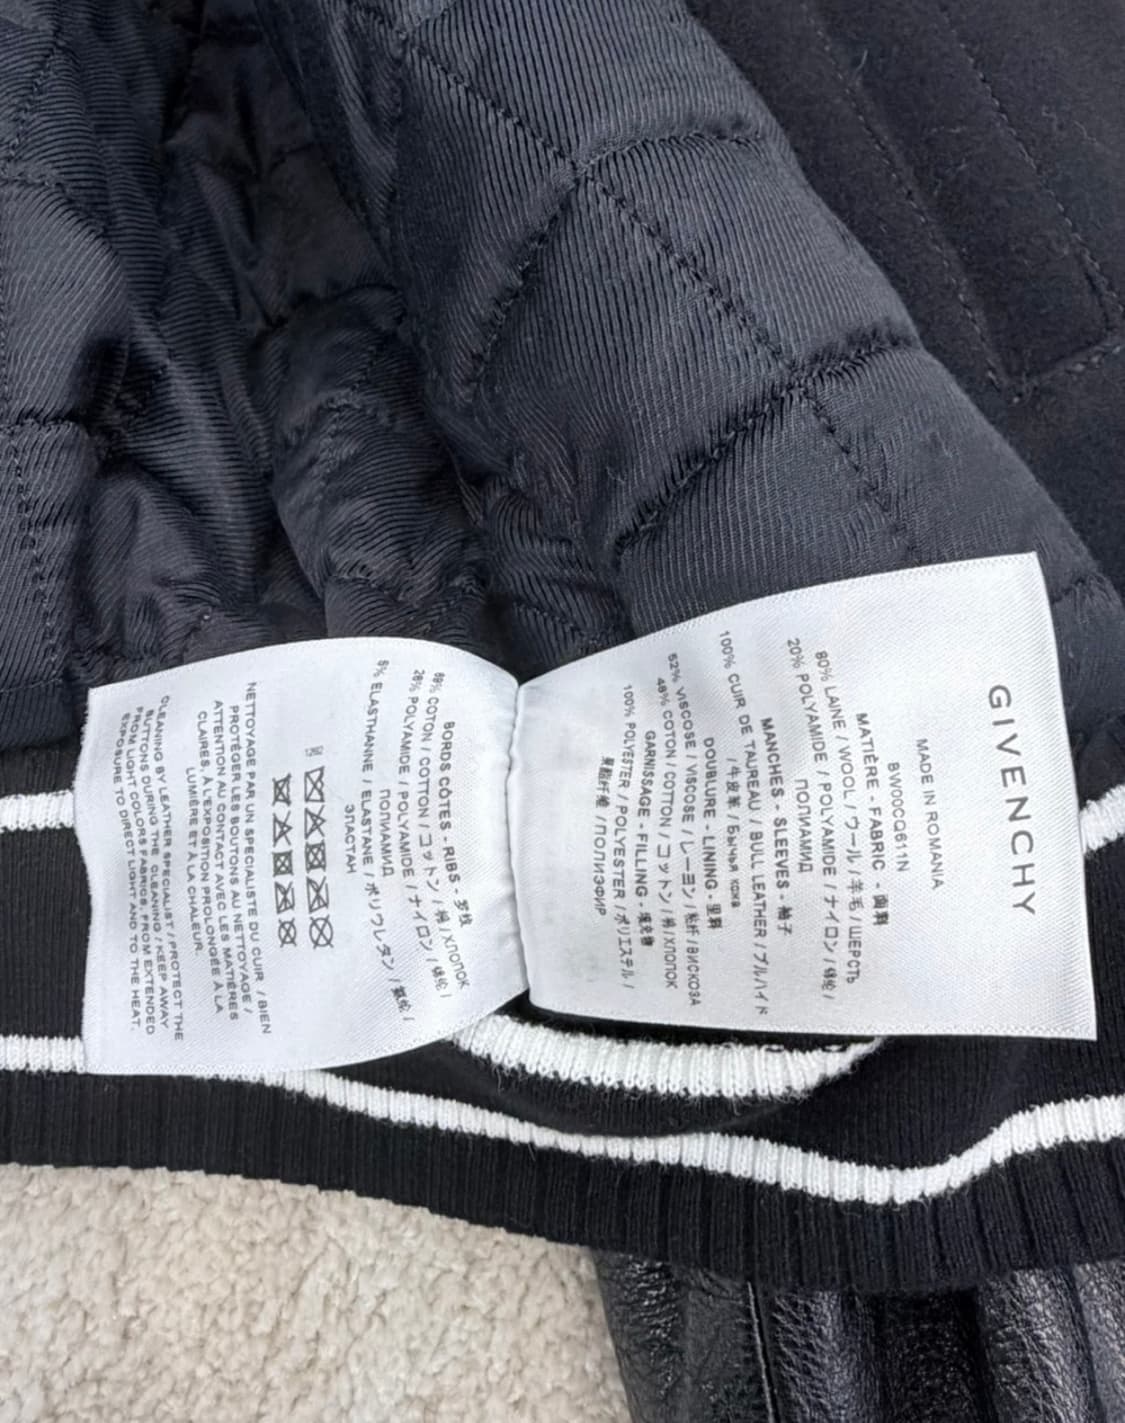 GIVENCHY
MADE IN ROMANIA
BW00CQ611N
MATIÈRE - FABRIC - 面料
80% LAINE / WOOL / ウール / 羊毛 / ШЕРСТЬ
20% POLYAMIDE / POLYAMIDE / ナイロン / 锦纶 /
ПОЛИАМИД
MANCHES - SLEEVES - 袖子
100% CUIR DE TAUREAU / BULL LEATHER / ブルハイド
/ 牛皮革 / Бычья кожа
DOUBLURE - LINING - 里料
52% VISCOSE / VISCOSE / レーヨン / 粘纤 / ВИСКОЗА
48% COTON / COTTON / コットン / 棉 / ХЛОПОК
GARNISSAGE - FILLING - 填充物
100% POLYESTER / POLYESTER / ポリエステル /
聚酯纤维 / ПОЛИЭФИР
BORDS CÔTES - RIBS - 罗纹
COTON / COTTON / コットン / 棉 / ХЛОПОК
POLYAMIDE / POLYAMIDE / ナイロン / 锦纶 /
ПОЛИАМИД
5% ELASTHANNE / ELASTANE / ポリウレタン / 氨纶 /
ЭЛАСТАН
NETTOYAGE PAR UN SPECIALISTE DU CUIR / BIEN
PROTÉGER LES BOUTONS AU NETTOYAGE /
ATTENTION AU CONTACT AVEC LES MATIÈRES
CLAIRES, À L'EXPOSITION PROLONGÉE À LA
LUMIÈRE ET À LA CHALEUR.
CLEANING BY LEATHER SPECIALIST / PROTECT THE
BUTTONS DURING THE CLEANING / KEEP AWAY
FROM LIGHT COLORS FABRICS, FROM EXTENDED
EXPOSURE TO DIRECT LIGHT AND TO THE HEAT.